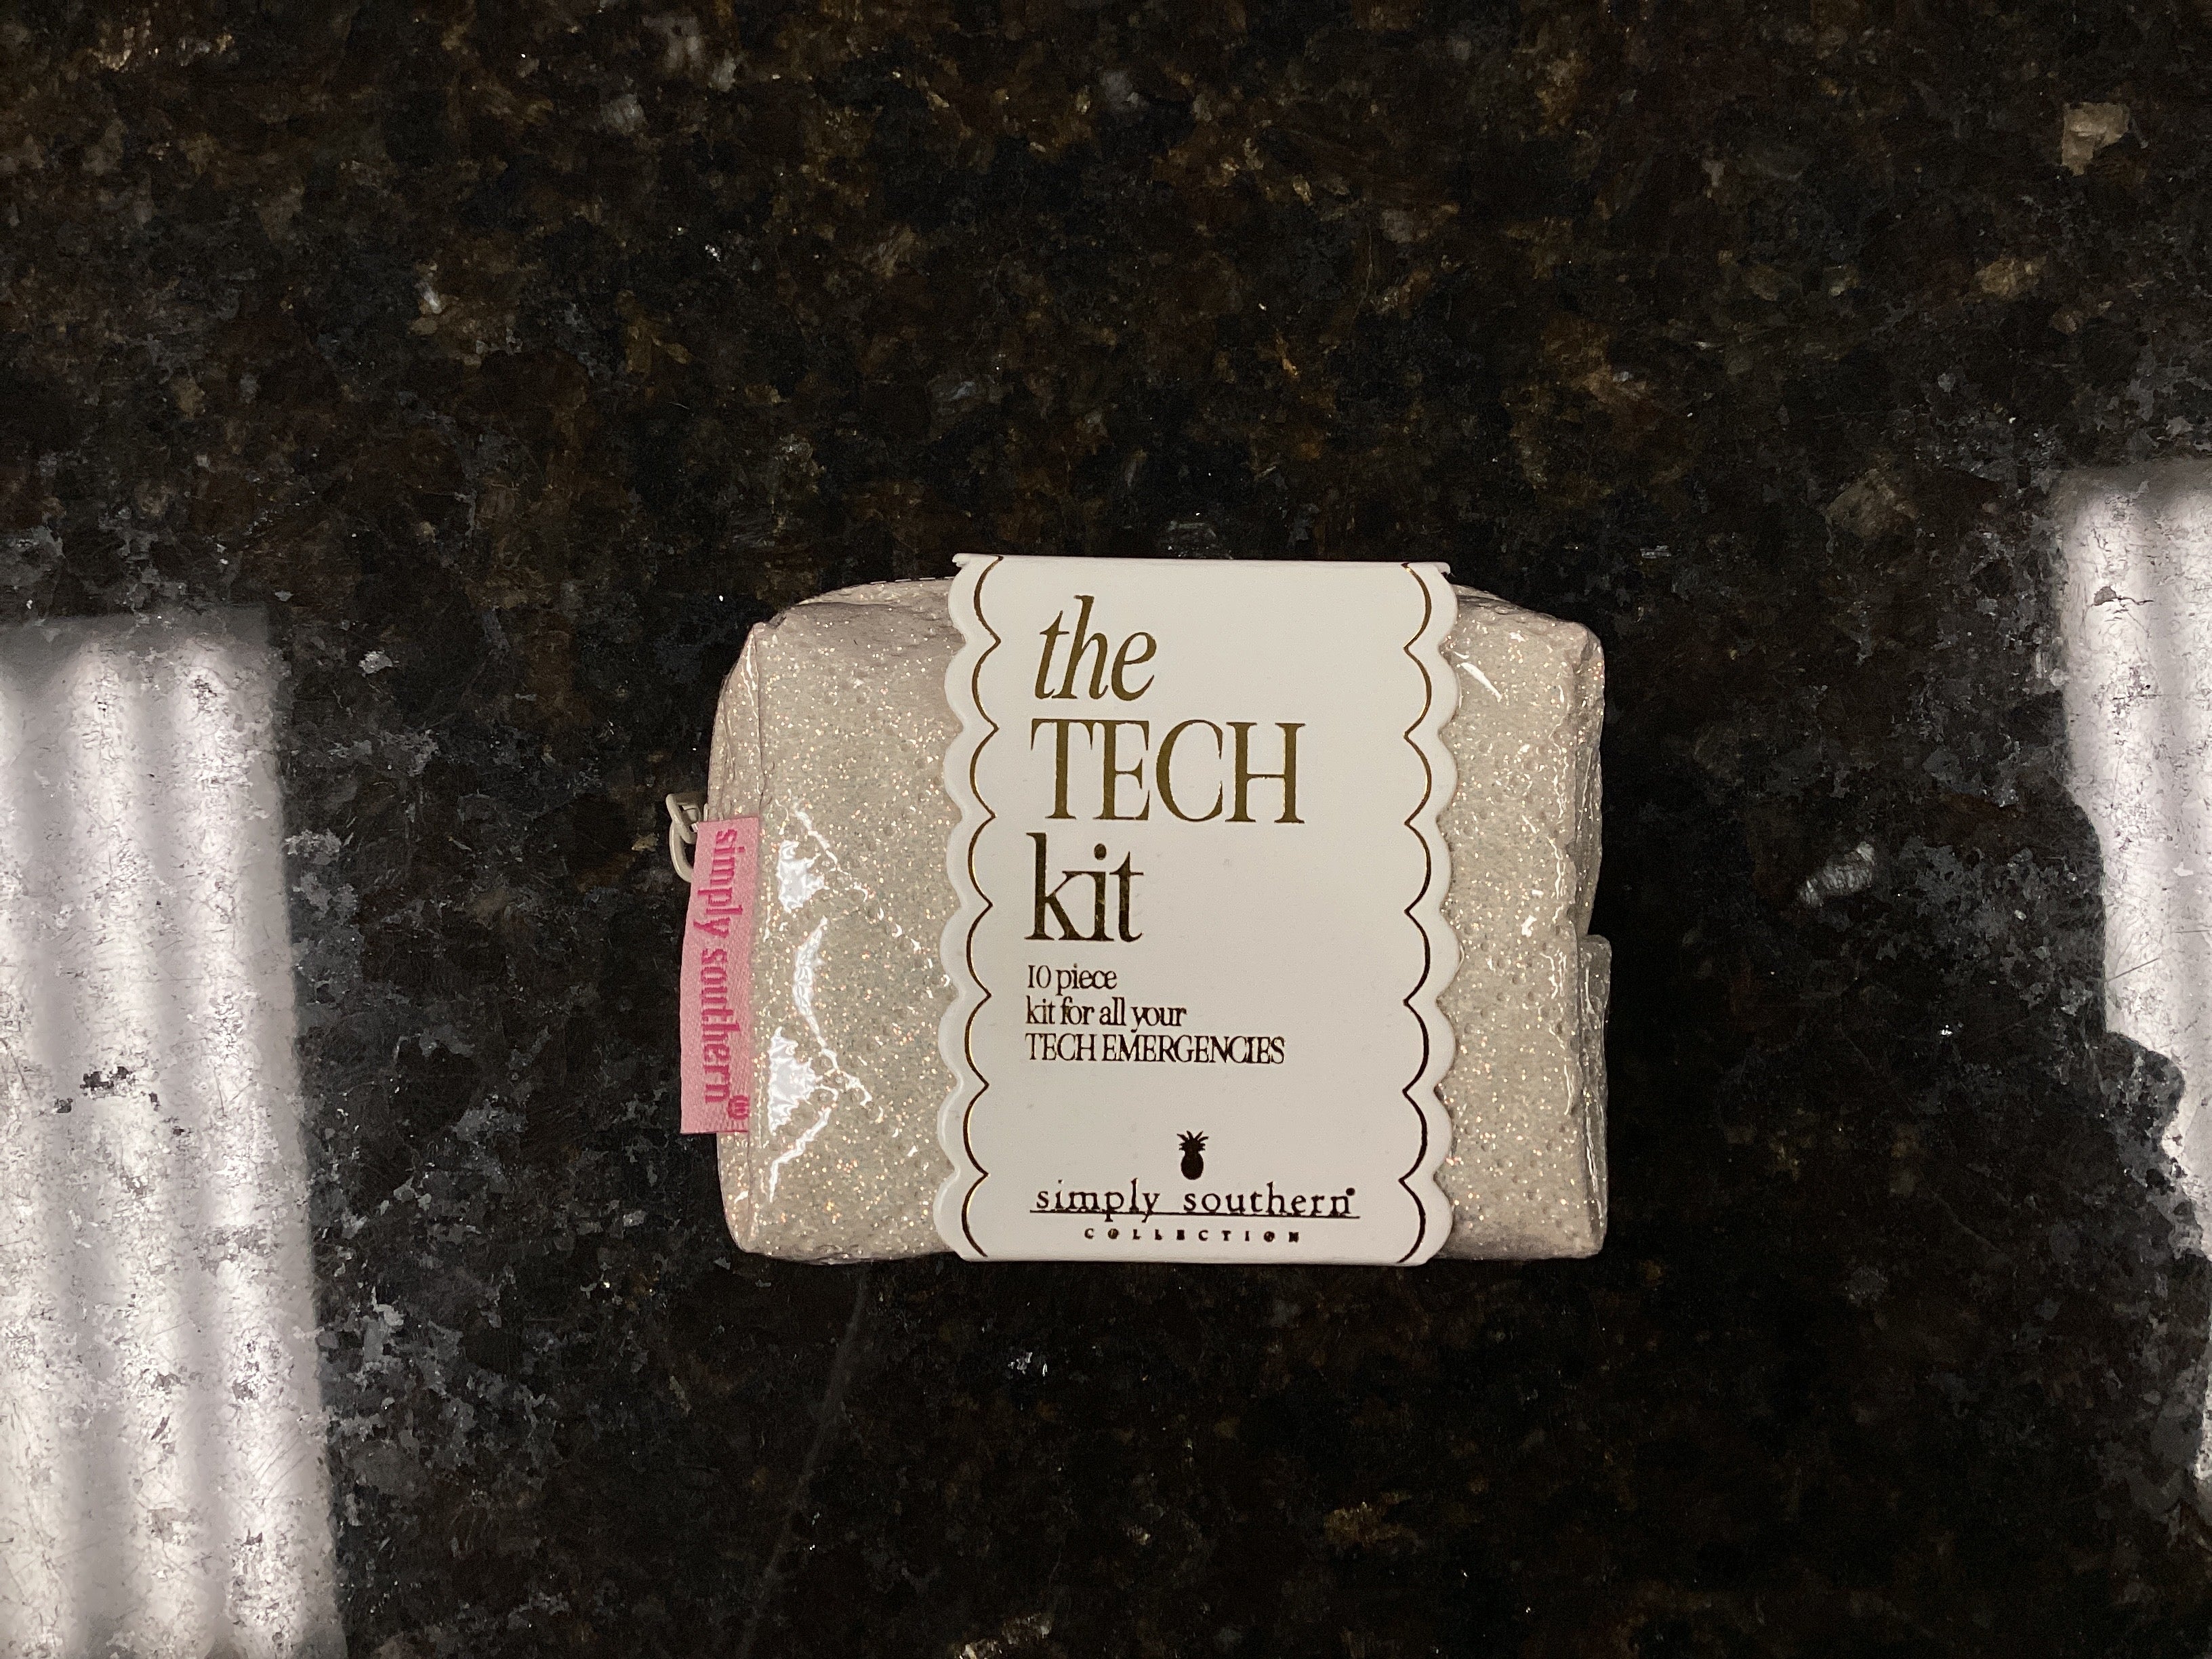 the
TECH
kit
10 piece
kit for all your
TECH EMERGENCIES
simply southern®
COLLECTION
simply southern®